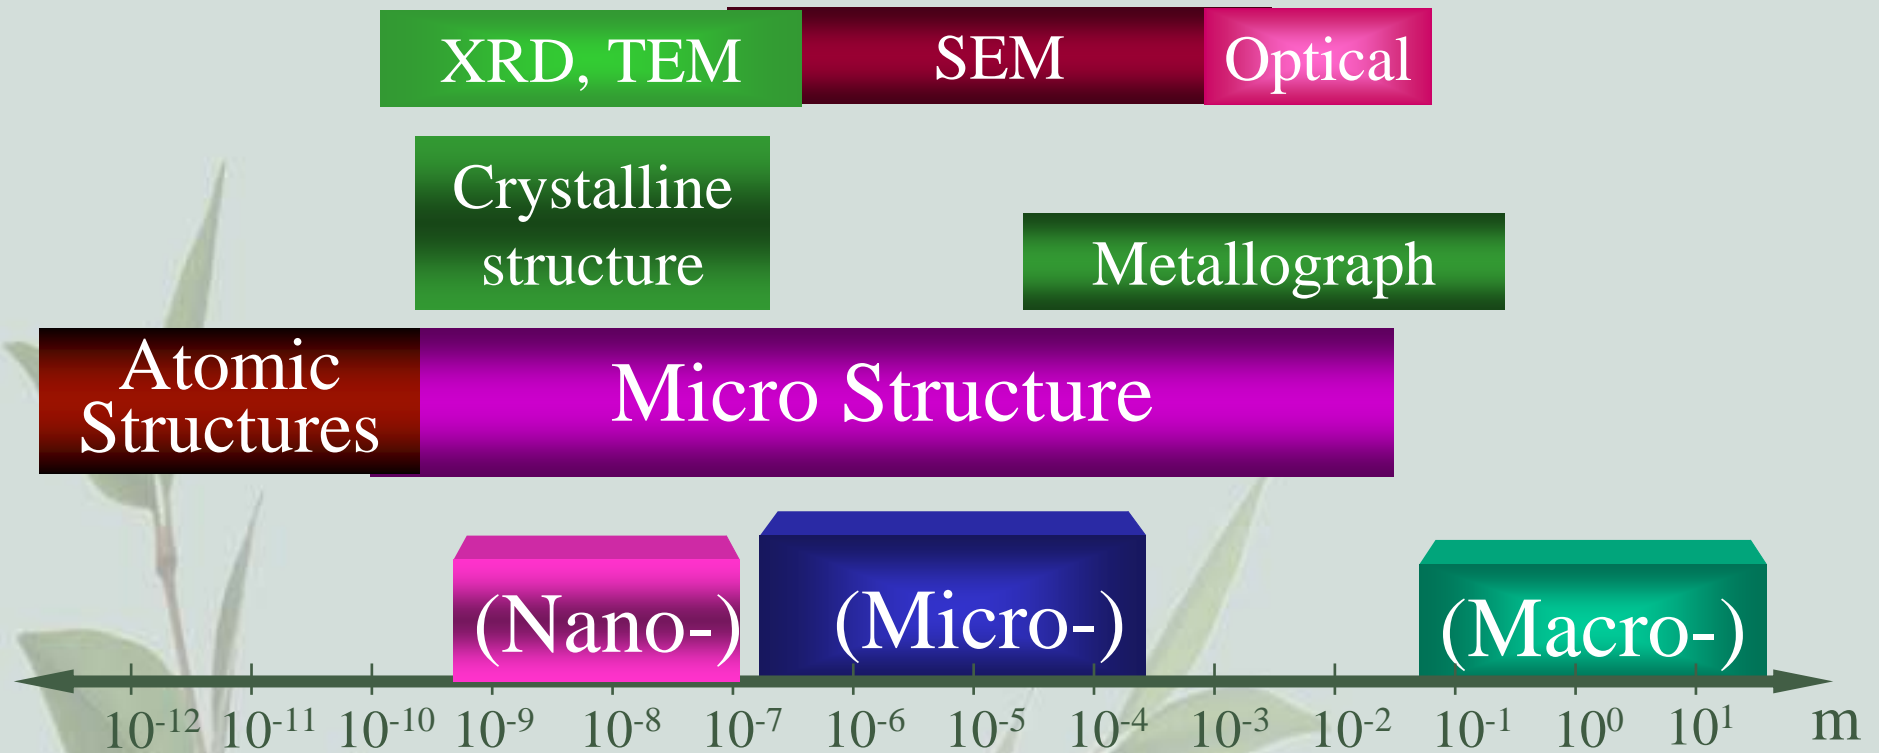 XRD, TEM
SEM
Optical
Crystalline
structure
Metallograph
Atomic
Structures
Micro Structure
(Nano-)
(Micro-)
(Macro-)
10-12 10-11 10-10 10-9 10-8 10-7 10-6 10-5 10-4 10-3 10-2 10-1 100 101 m